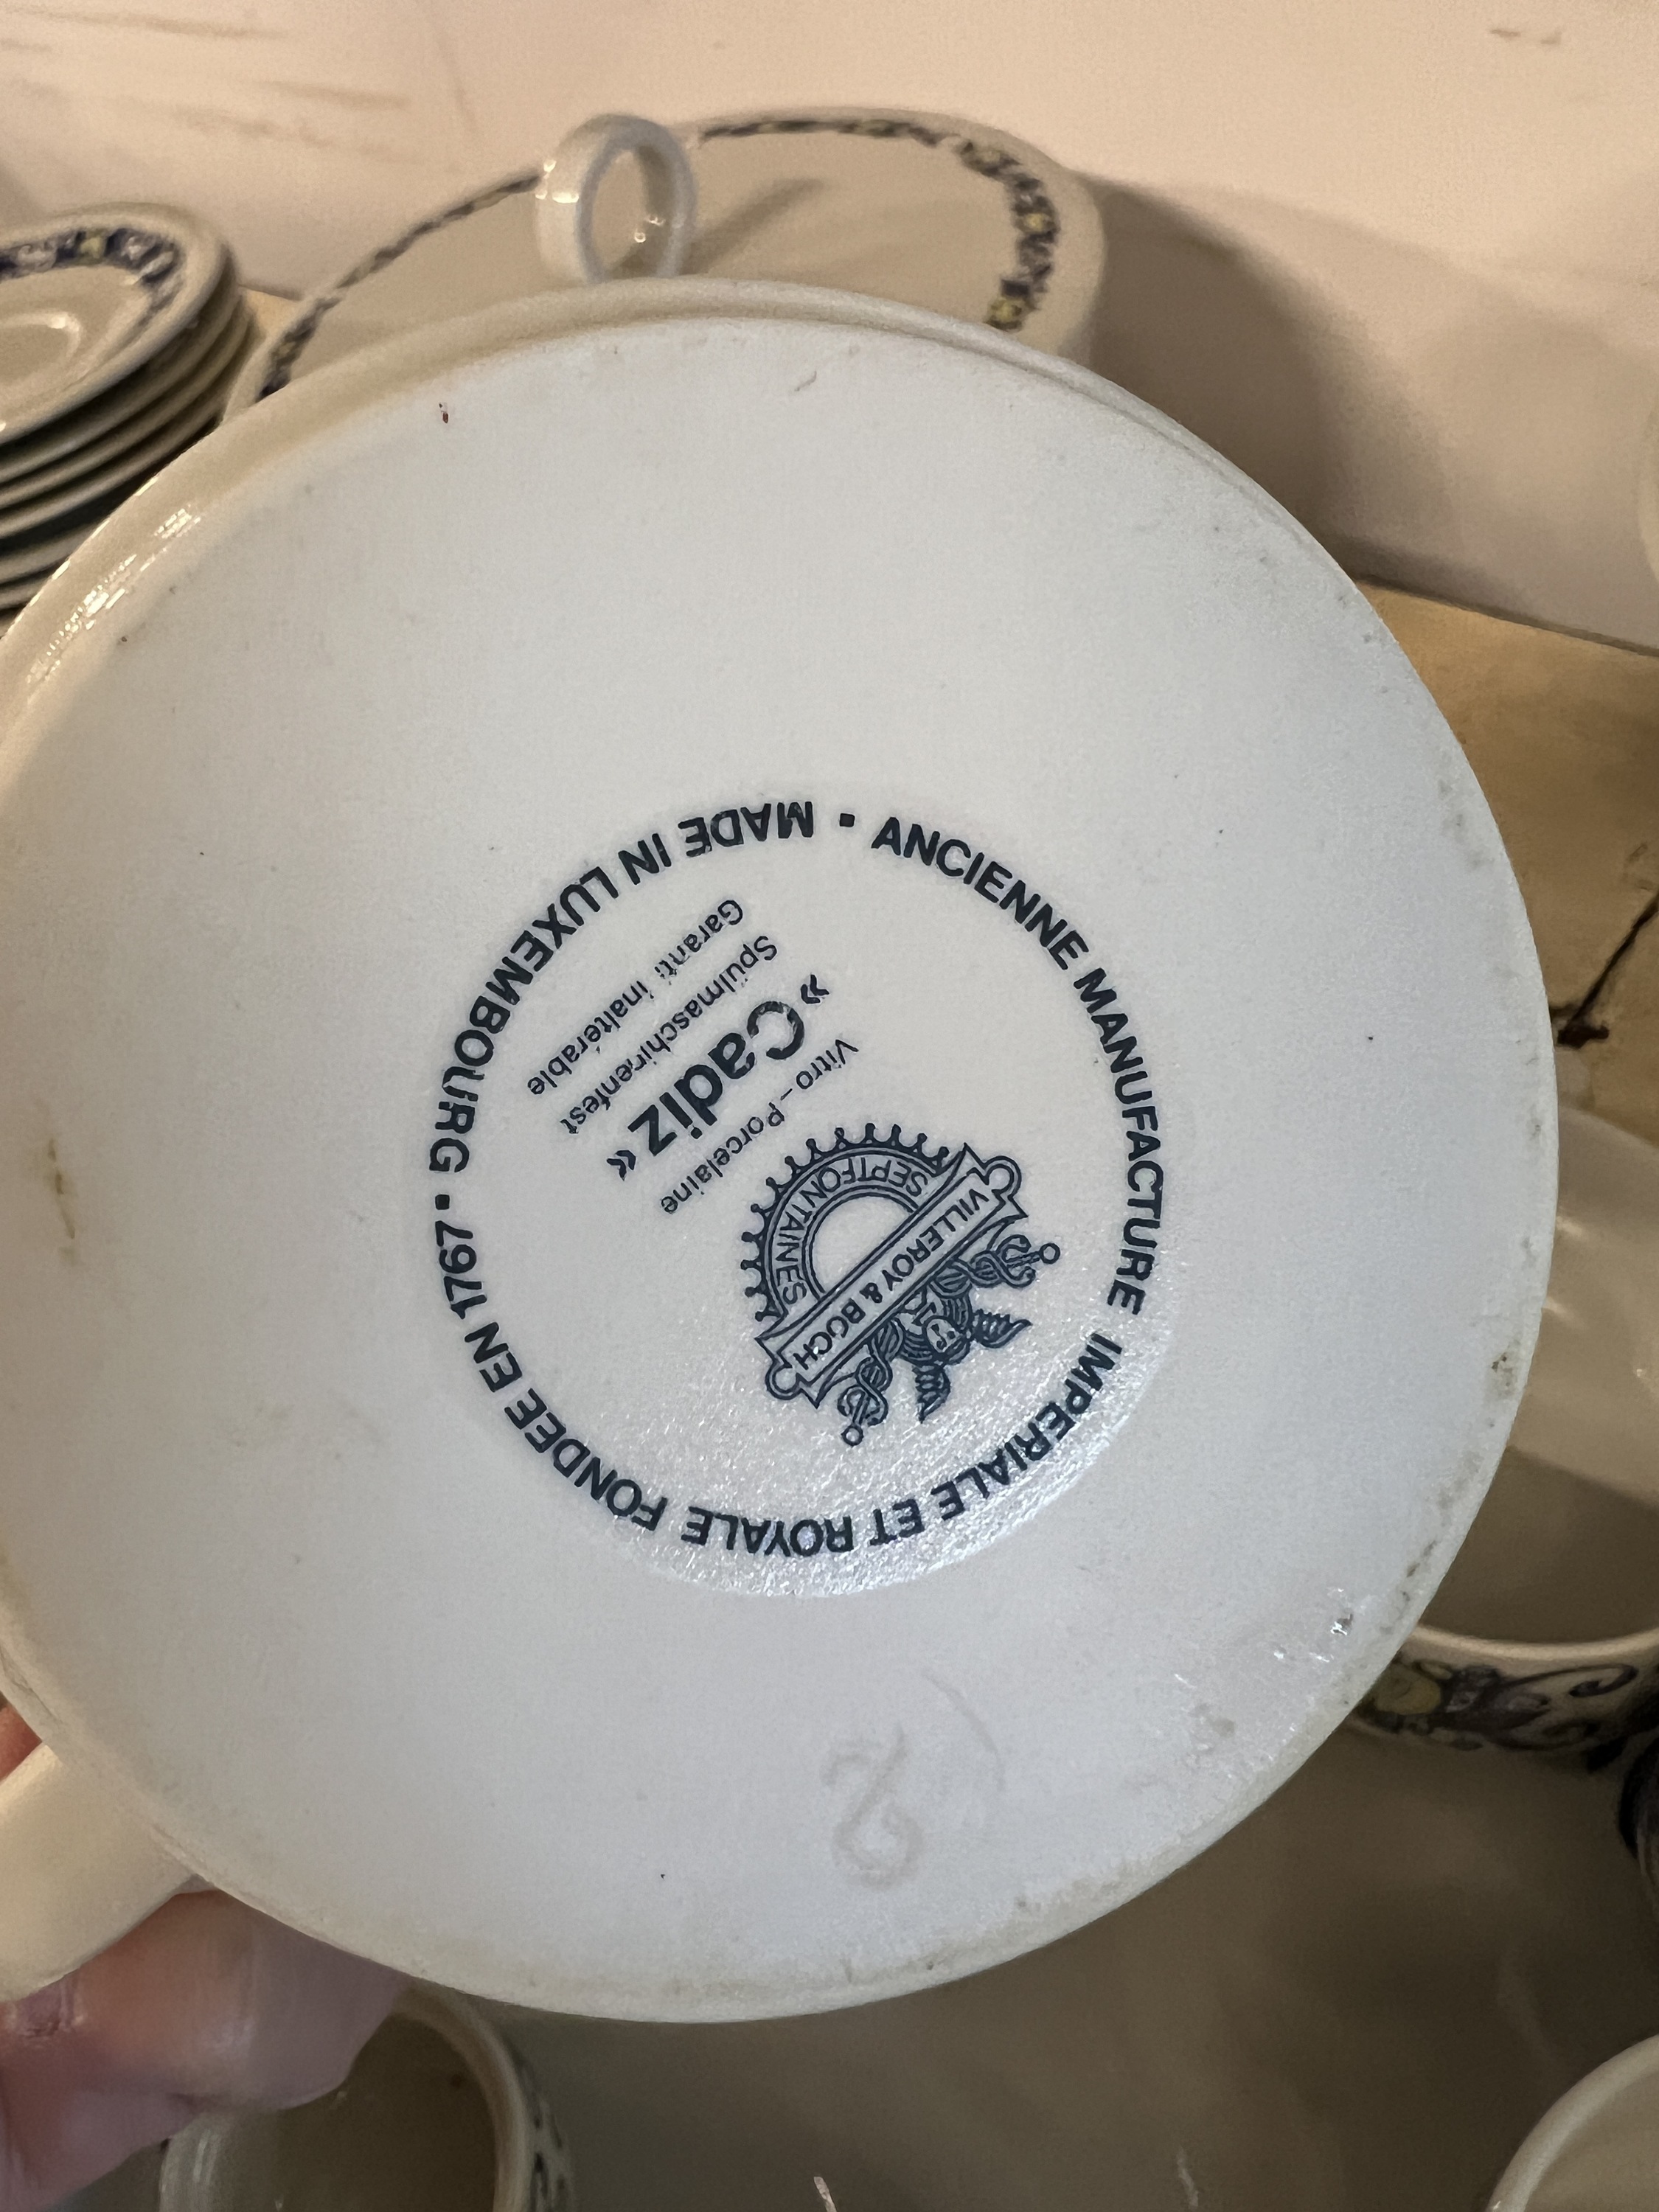 VILLEROY & BOCH
SEPTFONTAINES
Vitro - Porcelaine
»Cadiz«
Spülmaschinenfest
Garanti inaltérable
ANCIENNE MANUFACTURE IMPERIALE ET ROYALE FONDEE EN 1767 · MADE IN LUXEMBOURG ·